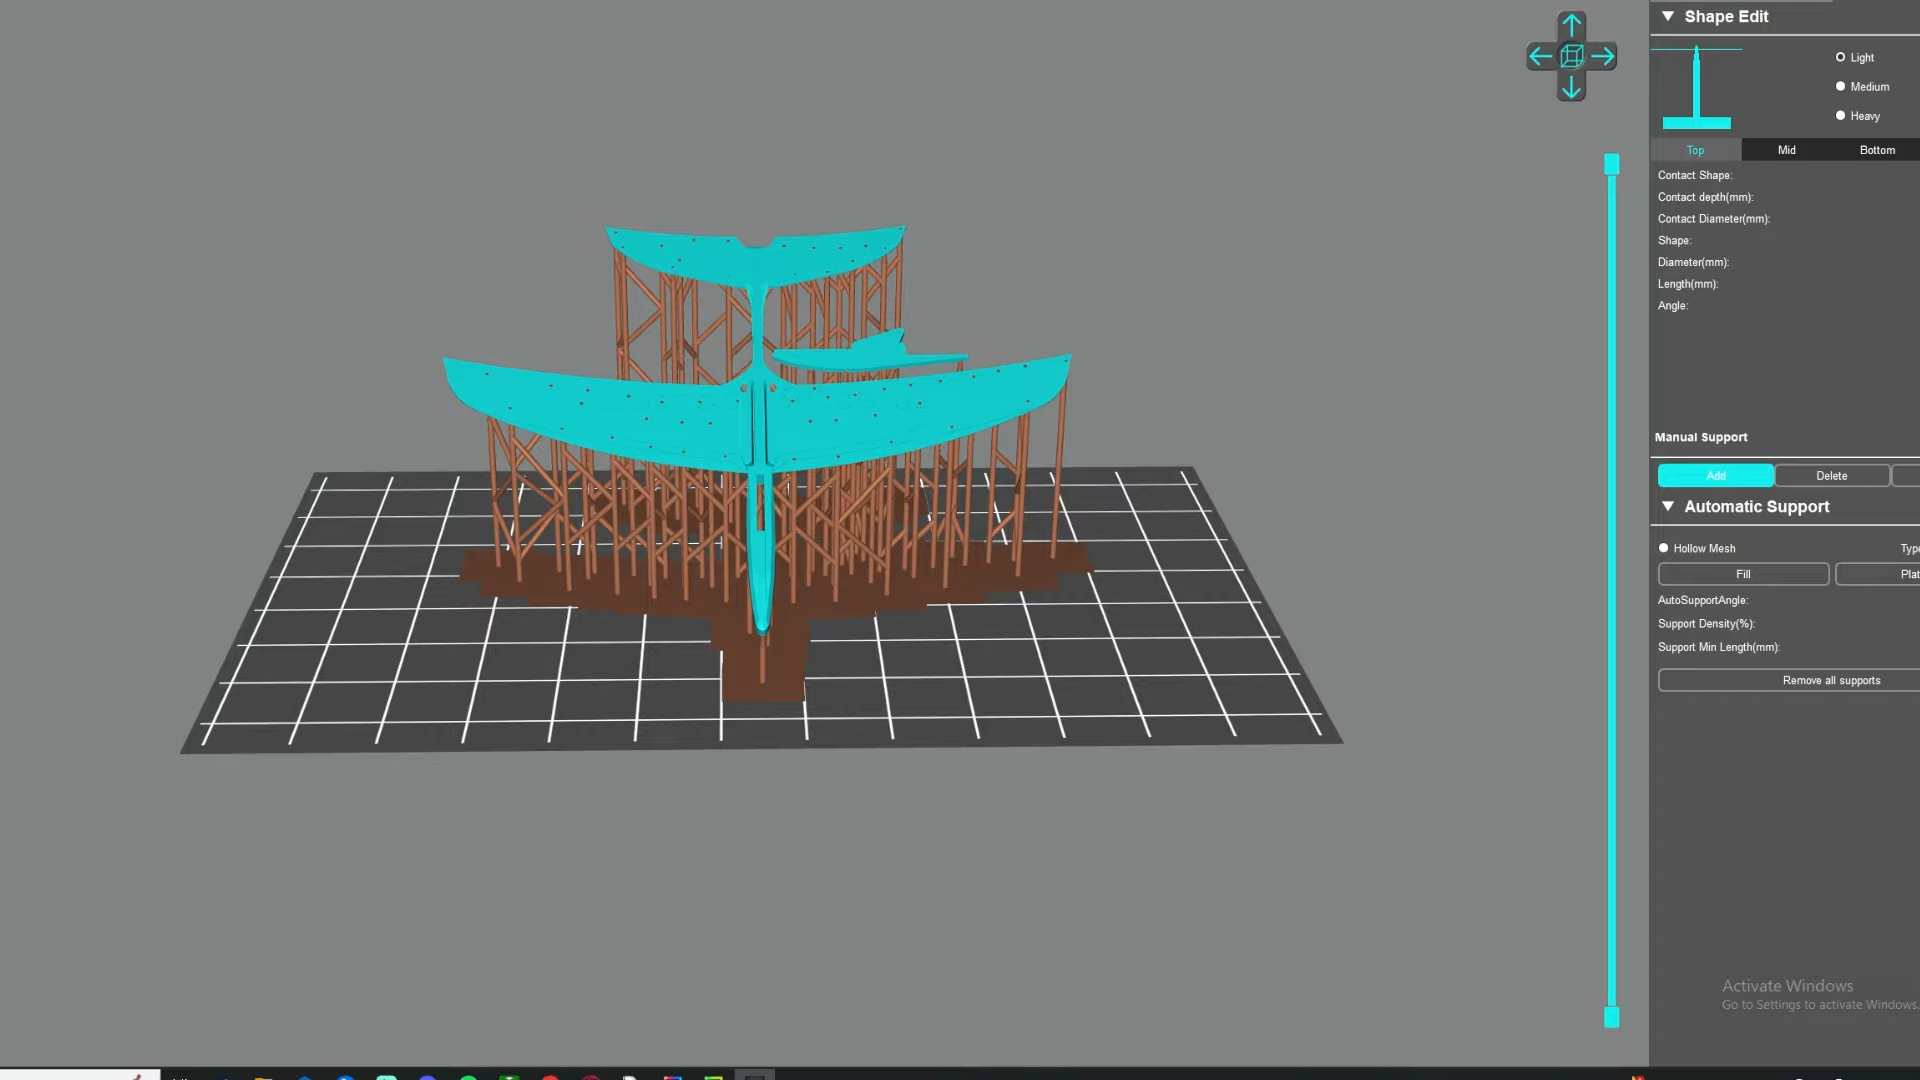 Shape Edit
Light
Medium
Heavy
Top Mid Bottom
Contact Shape:
Contact depth(mm):
Contact Diameter(mm):
Shape:
Diameter(mm):
Length(mm):
Angle:
Manual Support
Add Delete
Automatic Support
Hollow Mesh Type
Fill Plat
AutoSupportAngle:
Support Density(%):
Support Min Length(mm):
Remove all supports
Activate Windows
Go to Settings to activate Windows.